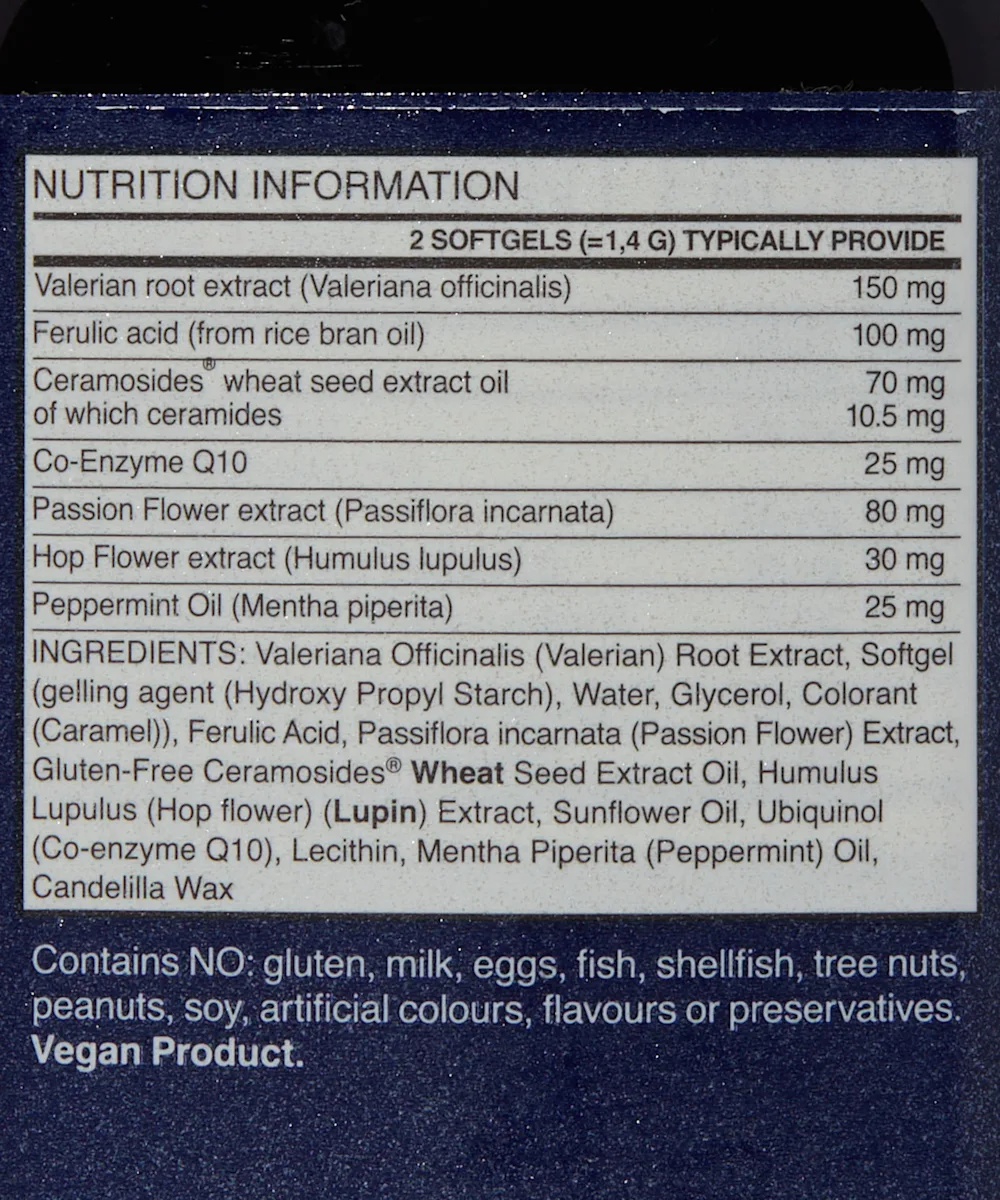 NUTRITION INFORMATION
2 SOFTGELS (=1,4 G) TYPICALLY PROVIDE
Valerian root extract (Valeriana officinalis) 150 mg
Ferulic acid (from rice bran oil) 100 mg
Ceramosides® wheat seed extract oil 70 mg
of which ceramides 10.5 mg
Co-Enzyme Q10 25 mg
Passion Flower extract (Passiflora incarnata) 80 mg
Hop Flower extract (Humulus lupulus) 30 mg
Peppermint Oil (Mentha piperita) 25 mg
INGREDIENTS: Valeriana Officinalis (Valerian) Root Extract, Softgel
(gelling agent (Hydroxy Propyl Starch), Water, Glycerol, Colorant
(Caramel)), Ferulic Acid, Passiflora incarnata (Passion Flower) Extract,
Gluten-Free Ceramosides® Wheat Seed Extract Oil, Humulus
Lupulus (Hop flower) (Lupin) Extract, Sunflower Oil, Ubiquinol
(Co-enzyme Q10), Lecithin, Mentha Piperita (Peppermint) Oil,
Candelilla Wax
Contains NO: gluten, milk, eggs, fish, shellfish, tree nuts,
peanuts, soy, artificial colours, flavours or preservatives.
Vegan Product.